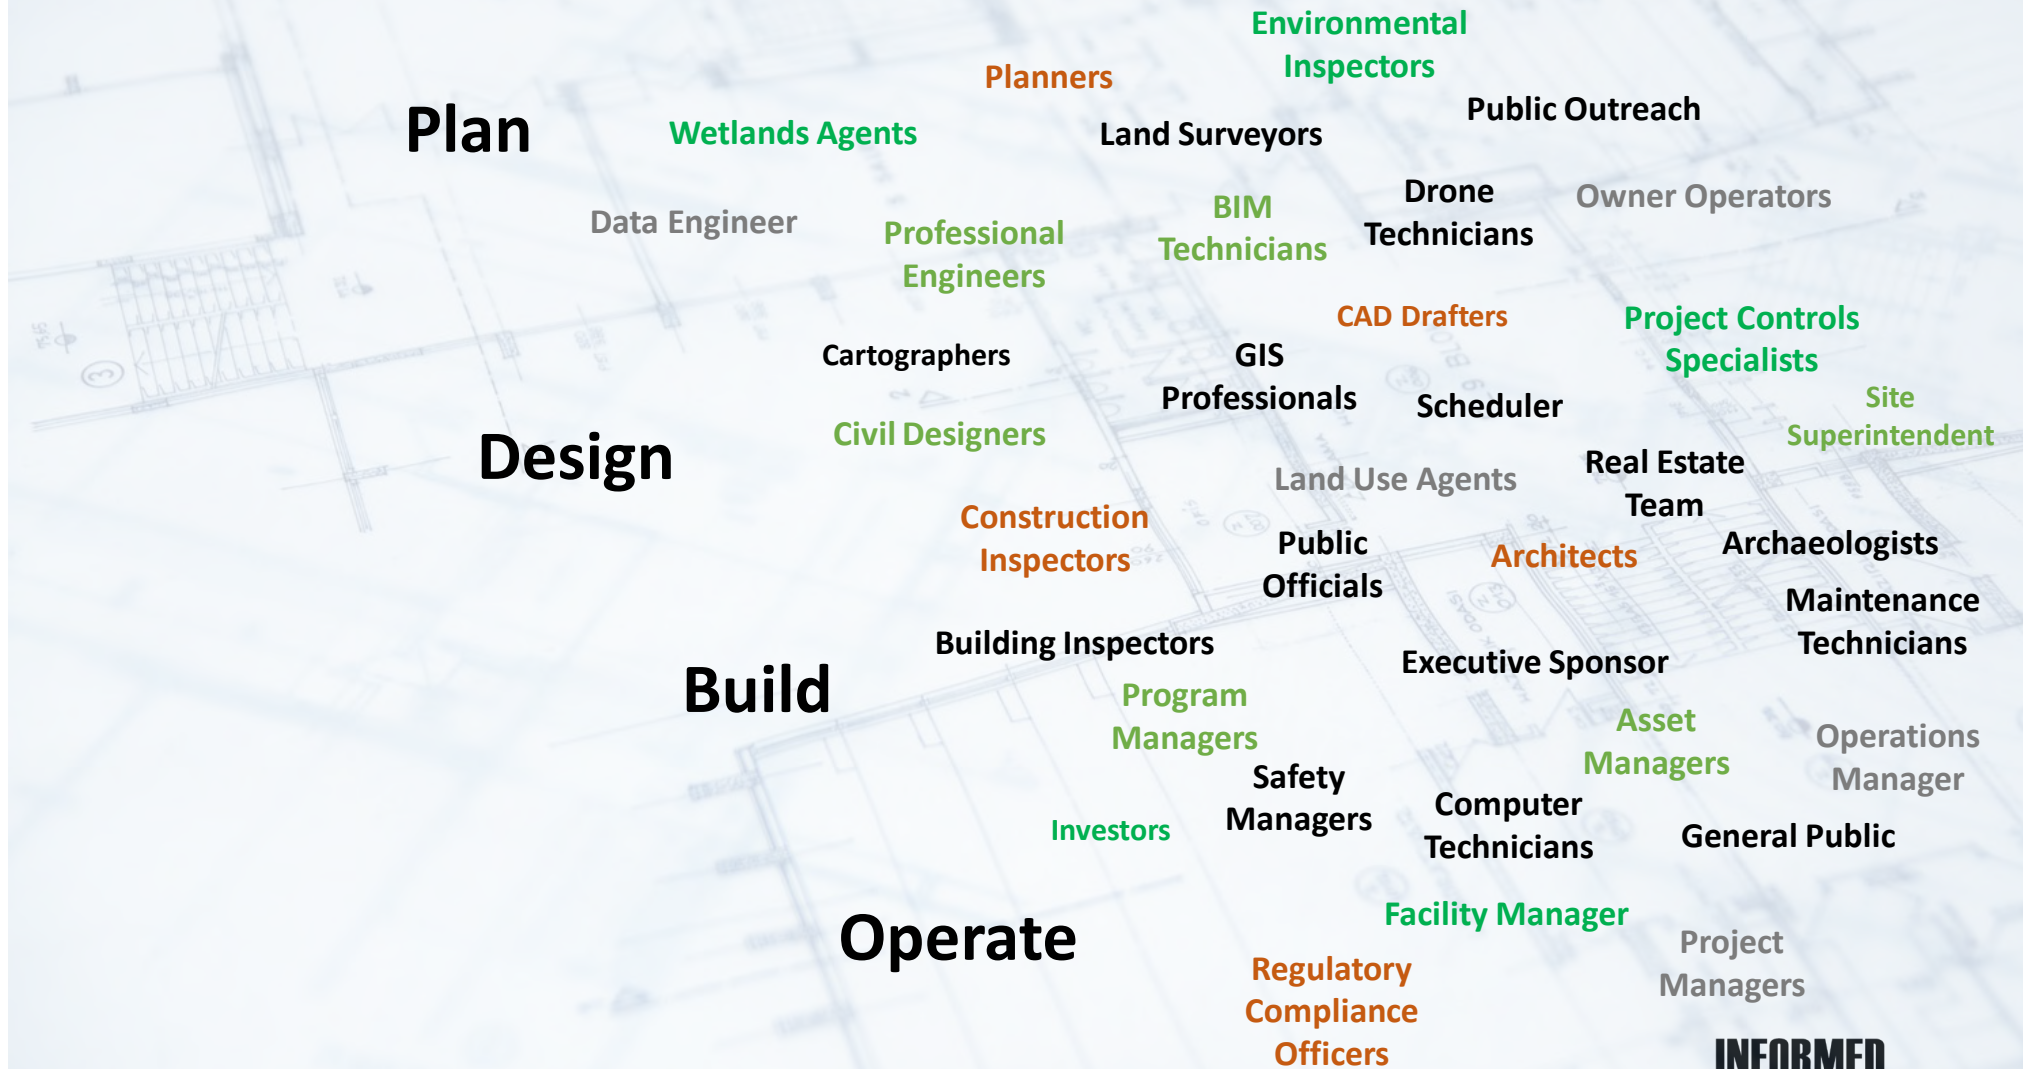 Environmental
Inspectors
Planners
Public Outreach
Plan
Wetlands Agents
Land Surveyors
Drone
Technicians
Owner Operators
Data Engineer
Professional
Engineers
BIM
Technicians
CAD Drafters
Project Controls
Specialists
Cartographers
GIS
Professionals
Scheduler
Site
Superintendent
Civil Designers
Design
Land Use Agents
Real Estate
Team
Construction
Inspectors
Public
Officials
Architects
Archaeologists
Maintenance
Technicians
Building Inspectors
Executive Sponsor
Build
Program
Managers
Asset
Managers
Operations
Manager
Safety
Managers
Computer
Technicians
Investors
General Public
Facility Manager
Operate
Project
Managers
Regulatory
Compliance
Officers
INFORMED